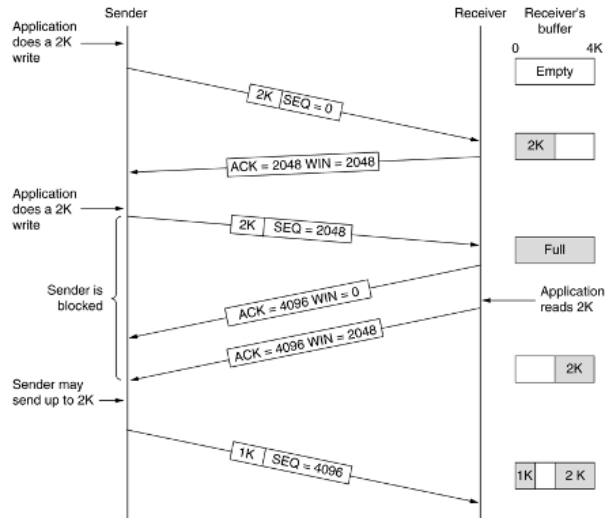 Sender
Receiver
Receiver's
buffer
Application
does a 2K
write
0 4K
Empty
2K SEQ = 0
2K
ACK = 2048 WIN = 2048
Application
does a 2K
write
2K SEQ = 2048
Full
Sender is
blocked
Application
reads 2K
ACK = 4096 WIN = 0
ACK = 4096 WIN = 2048
2K
Sender may
send up to 2K
1K SEQ = 4096
1K 2 K